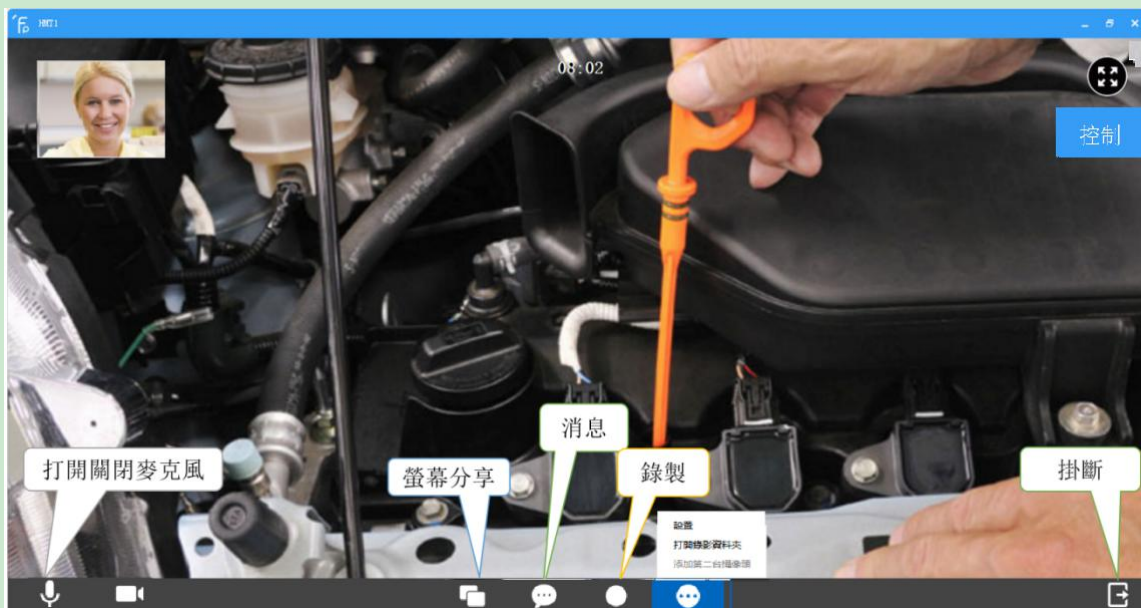 Fp HMT1
08:02
控制
消息
打開關閉麥克風
螢幕分享
錄製
掛斷
設置
打開錄影資料夾
添加第二台攝像頭